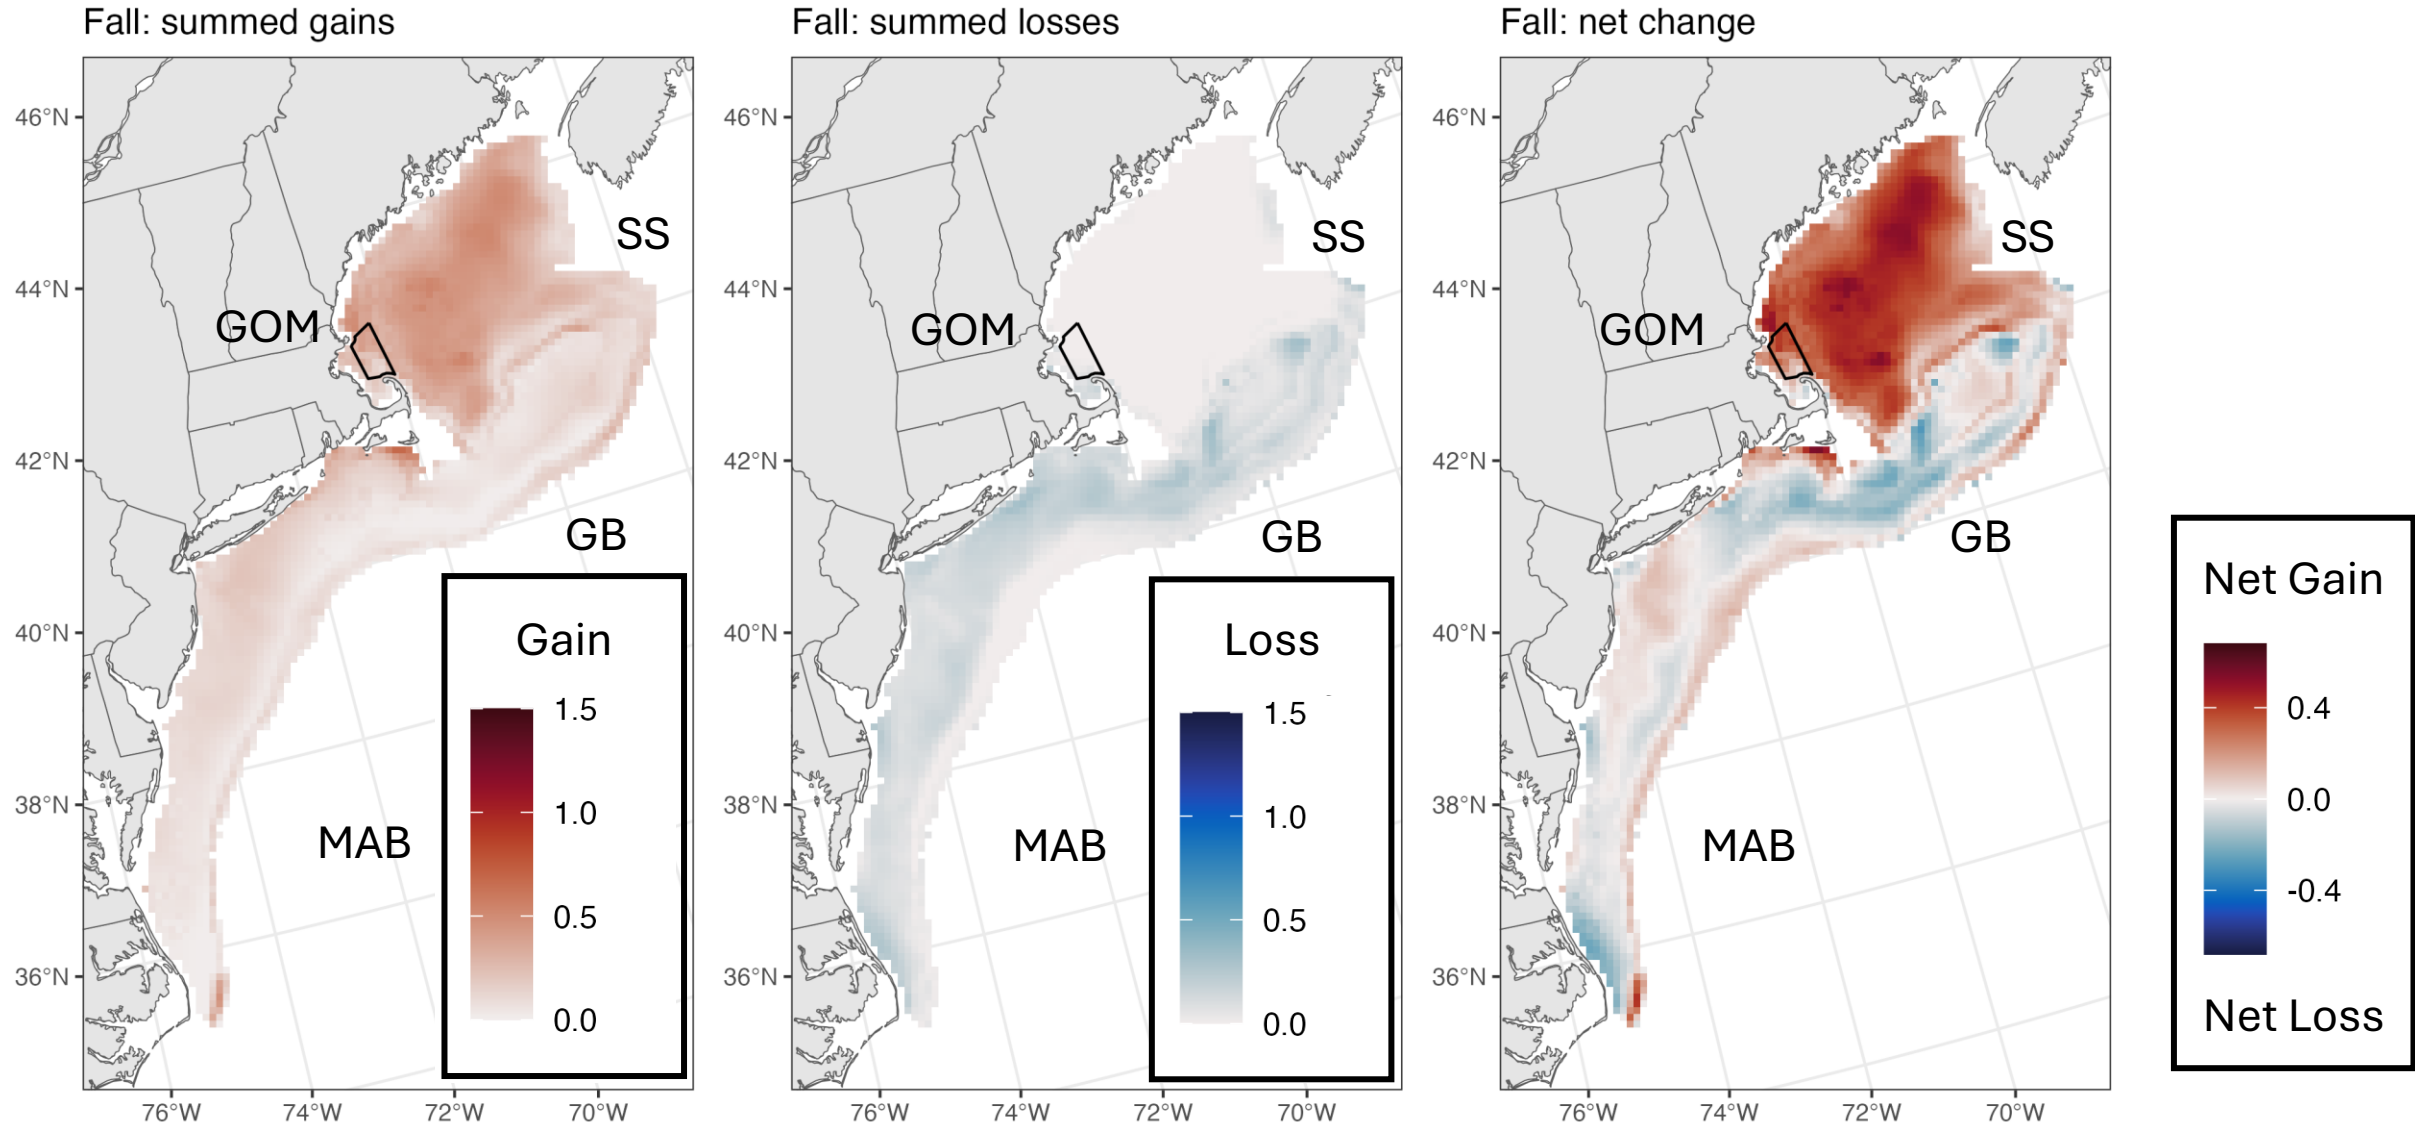 Fall: summed gains
46°N
44°N
42°N
40°N
38°N
36°N
76°W
74°W
72°W
70°W
SS
GOM
GB
MAB
Gain
1.5
1.0
0.5
0.0
Fall: summed losses
46°N
44°N
42°N
40°N
38°N
36°N
76°W
74°W
72°W
70°W
SS
GOM
GB
MAB
Loss
1.5
1.0
0.5
0.0
Fall: net change
46°N
44°N
42°N
40°N
38°N
36°N
76°W
74°W
72°W
70°W
SS
GOM
GB
MAB
Net Gain
0.4
0.0
-0.4
Net Loss